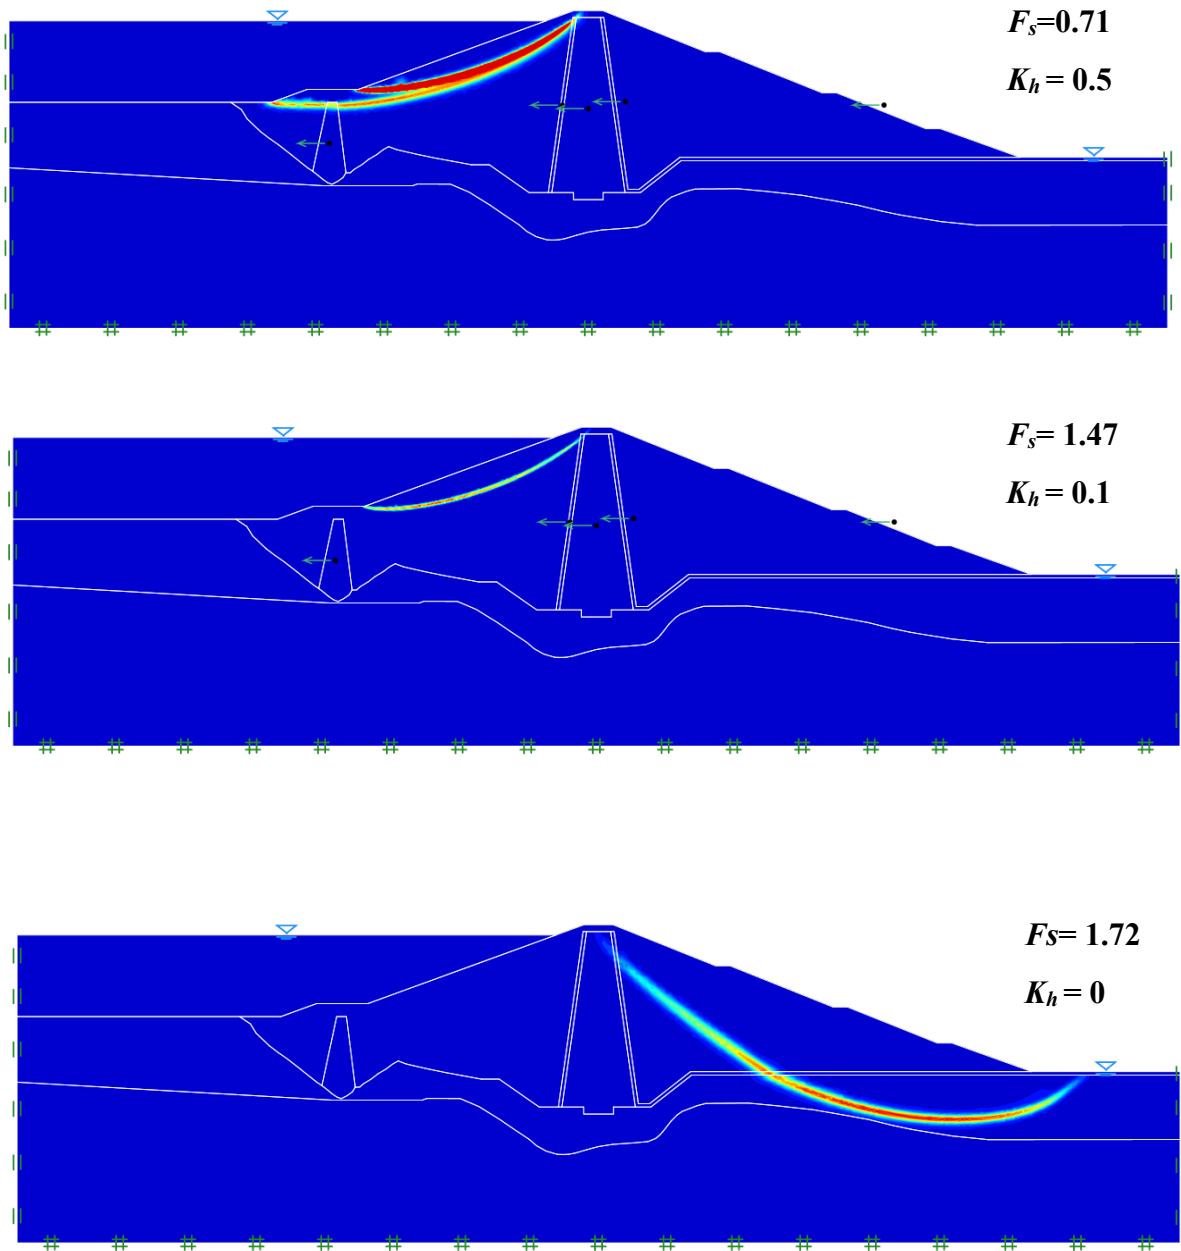 Fs=0.71
Kh = 0.5
Fs= 1.47
Kh = 0.1
Fs= 1.72
Kh = 0